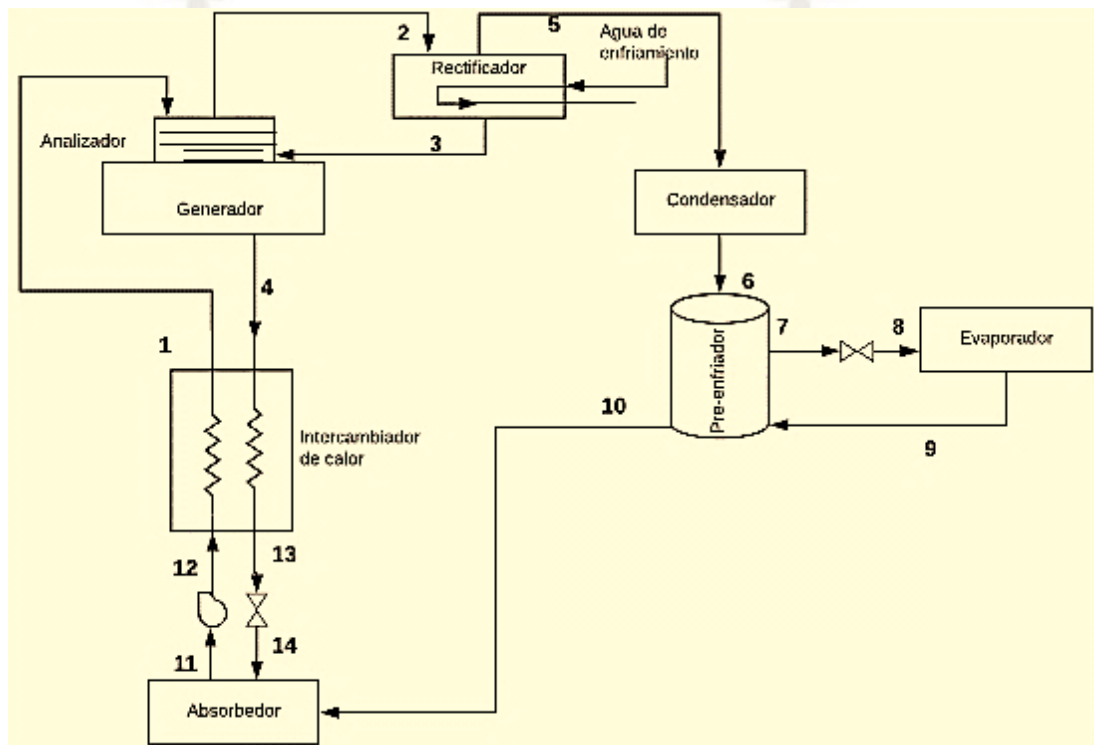 2
5
Agua de
enfriamiento
Rectificador
Analizador
3
Generador
Condensador
4
6
1
7
8
Evaporador
Pre-enfriador
10
9
Intercambiador
de calor
13
12
14
11
Absorbedor